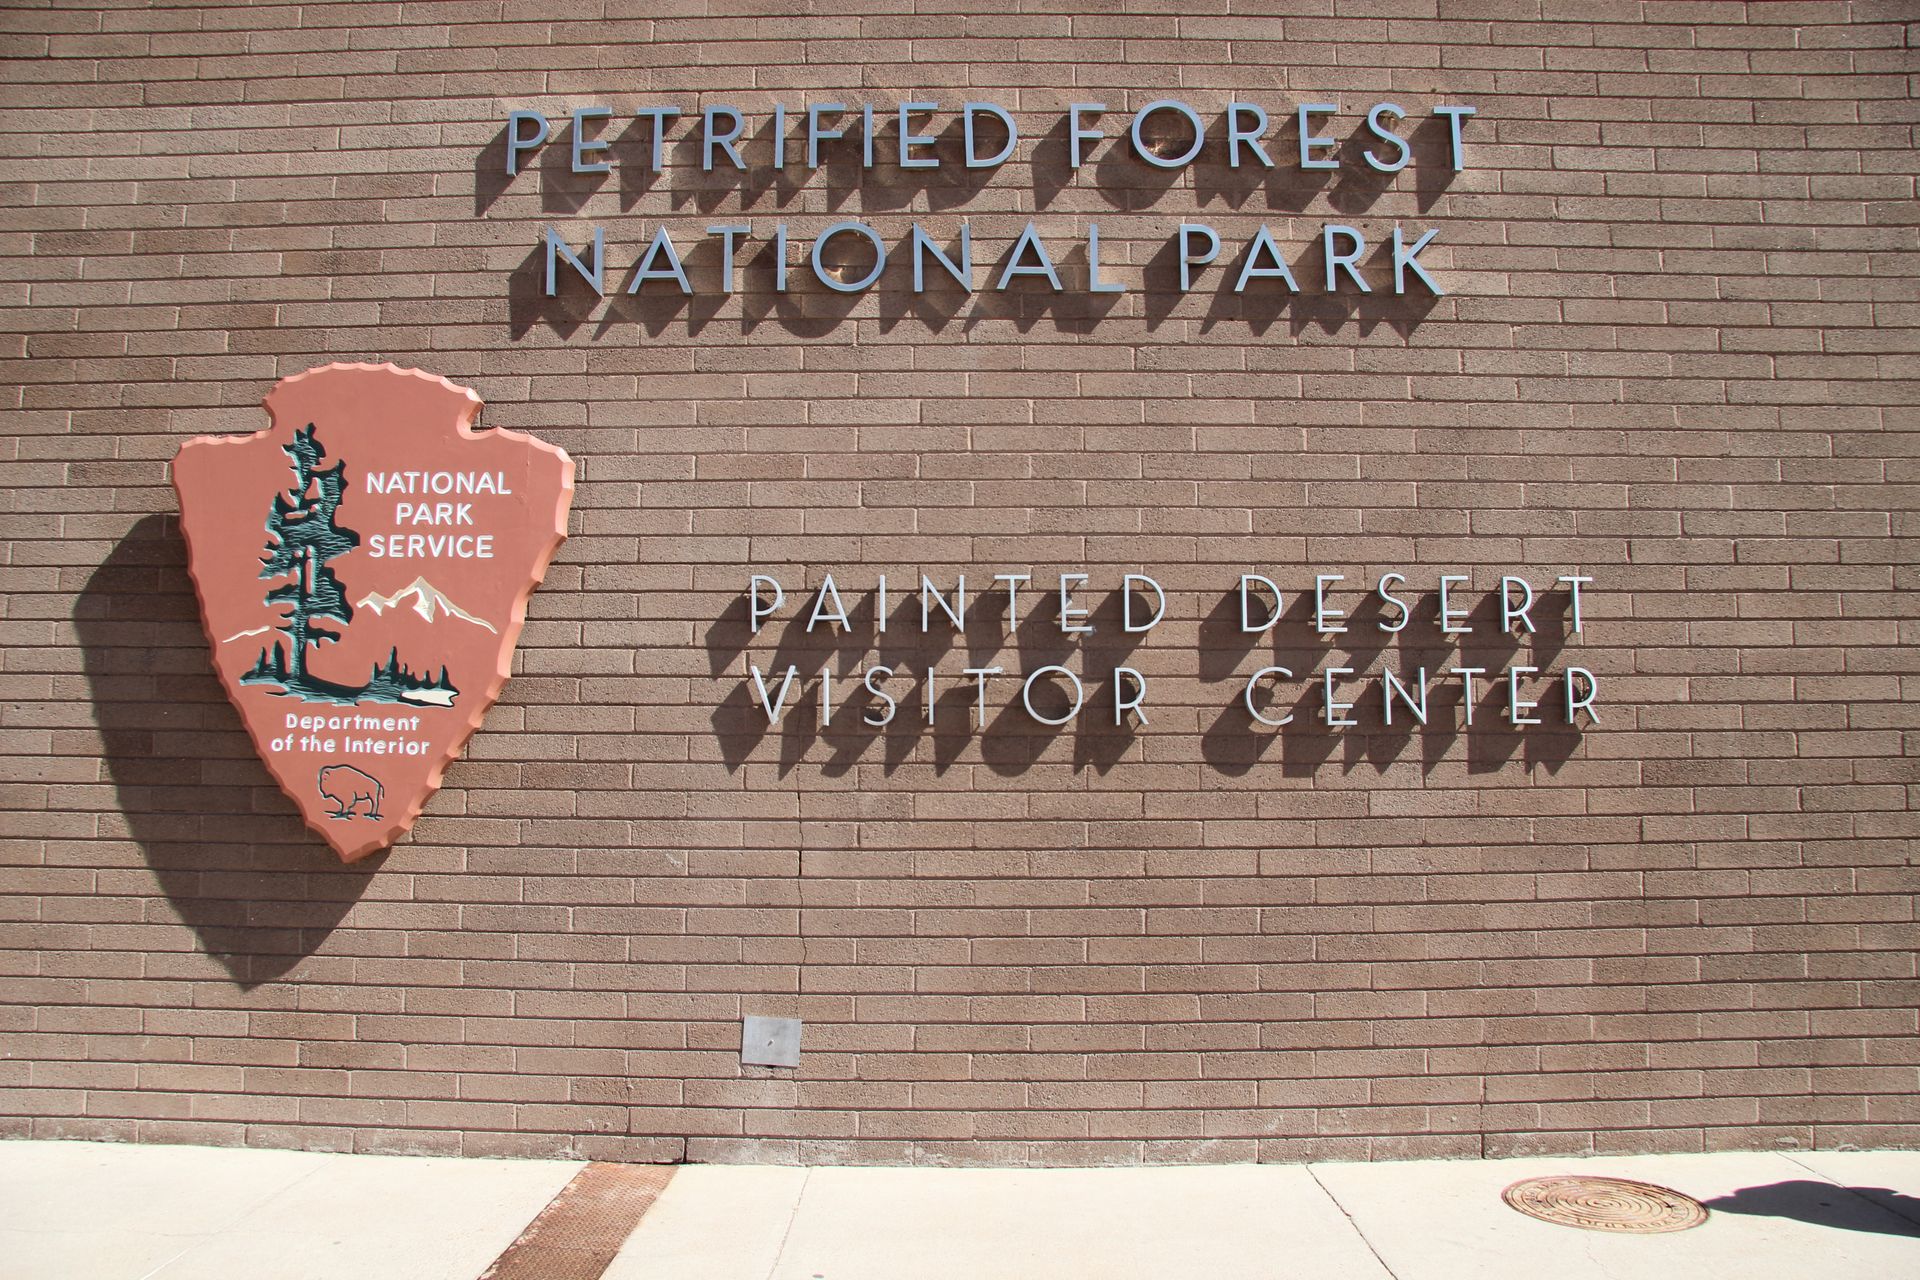 PETRIFIED FOREST
NATIONAL PARK
NATIONAL
PARK
SERVICE
Department
of the Interior
PAINTED DESERT
VISITOR CENTER